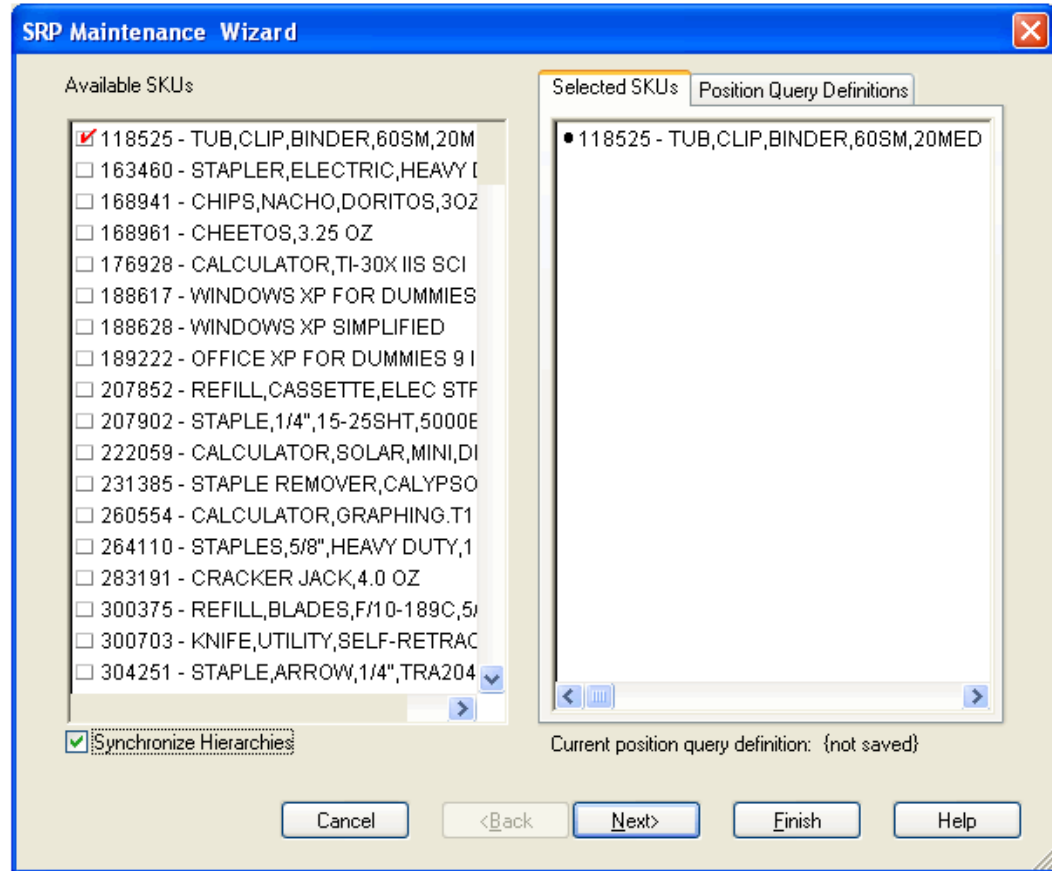 SRP Maintenance Wizard
Available SKUs
118525 - TUB,CLIP,BINDER,60SM,20M
163460 - STAPLER,ELECTRIC,HEAVY
168941 - CHIPS,NACHO,DORITOS,3OZ
168961 - CHEETOS,3.25 OZ
176928 - CALCULATOR,TI-30X IIS SCI
188617 - WINDOWS XP FOR DUMMIES
188628 - WINDOWS XP SIMPLIFIED
189222 - OFFICE XP FOR DUMMIES 9
207852 - REFILL,CASSETTE,ELEC
207902 - STAPLE,1/4",15-25SHT,5000
222059 - CALCULATOR,SOLAR,MINI,
231385 - STAPLE REMOVER,CALYPSO
260554 - CALCULATOR,GRAPHING.T1
264110 - STAPLES,5/8",HEAVY DUTY,1
283191 - CRACKER JACK,4.0 OZ
300375 - REFILL,BLADES,F/10-189C,5/
300703 - KNIFE,UTILITY,SELF-RETRAC
304251 - STAPLE,ARROW,1/4",TRA204
Synchronize Hierarchies
Selected SKUs
Position Query Definitions
118525 - TUB,CLIP,BINDER,60SM,20MED
Current position query definition: {not saved}
Cancel
<Back
Next>
Finish
Help